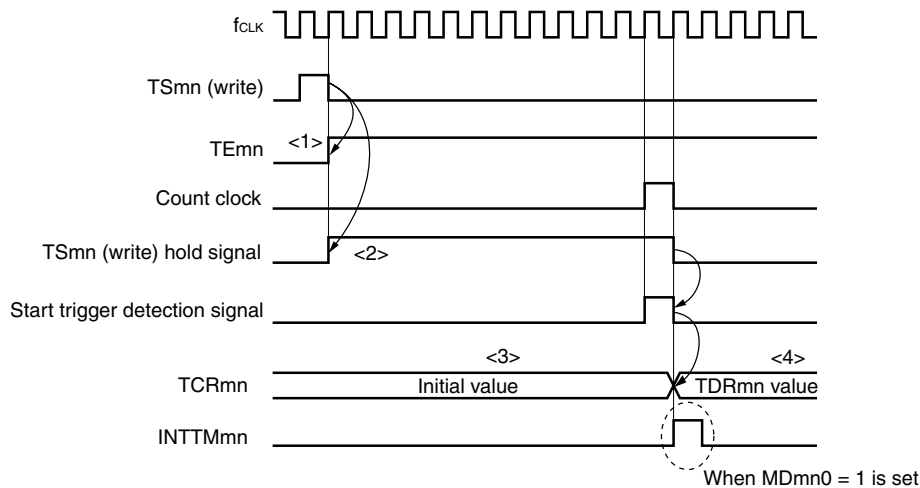 fCLK
TSmn (write)
<1>
TEmn
Count clock
TSmn (write) hold signal
<2>
Start trigger detection signal
<3>
<4>
TCRmn
Initial value
TDRmn value
INTTMmn
When MDmn0 = 1 is set